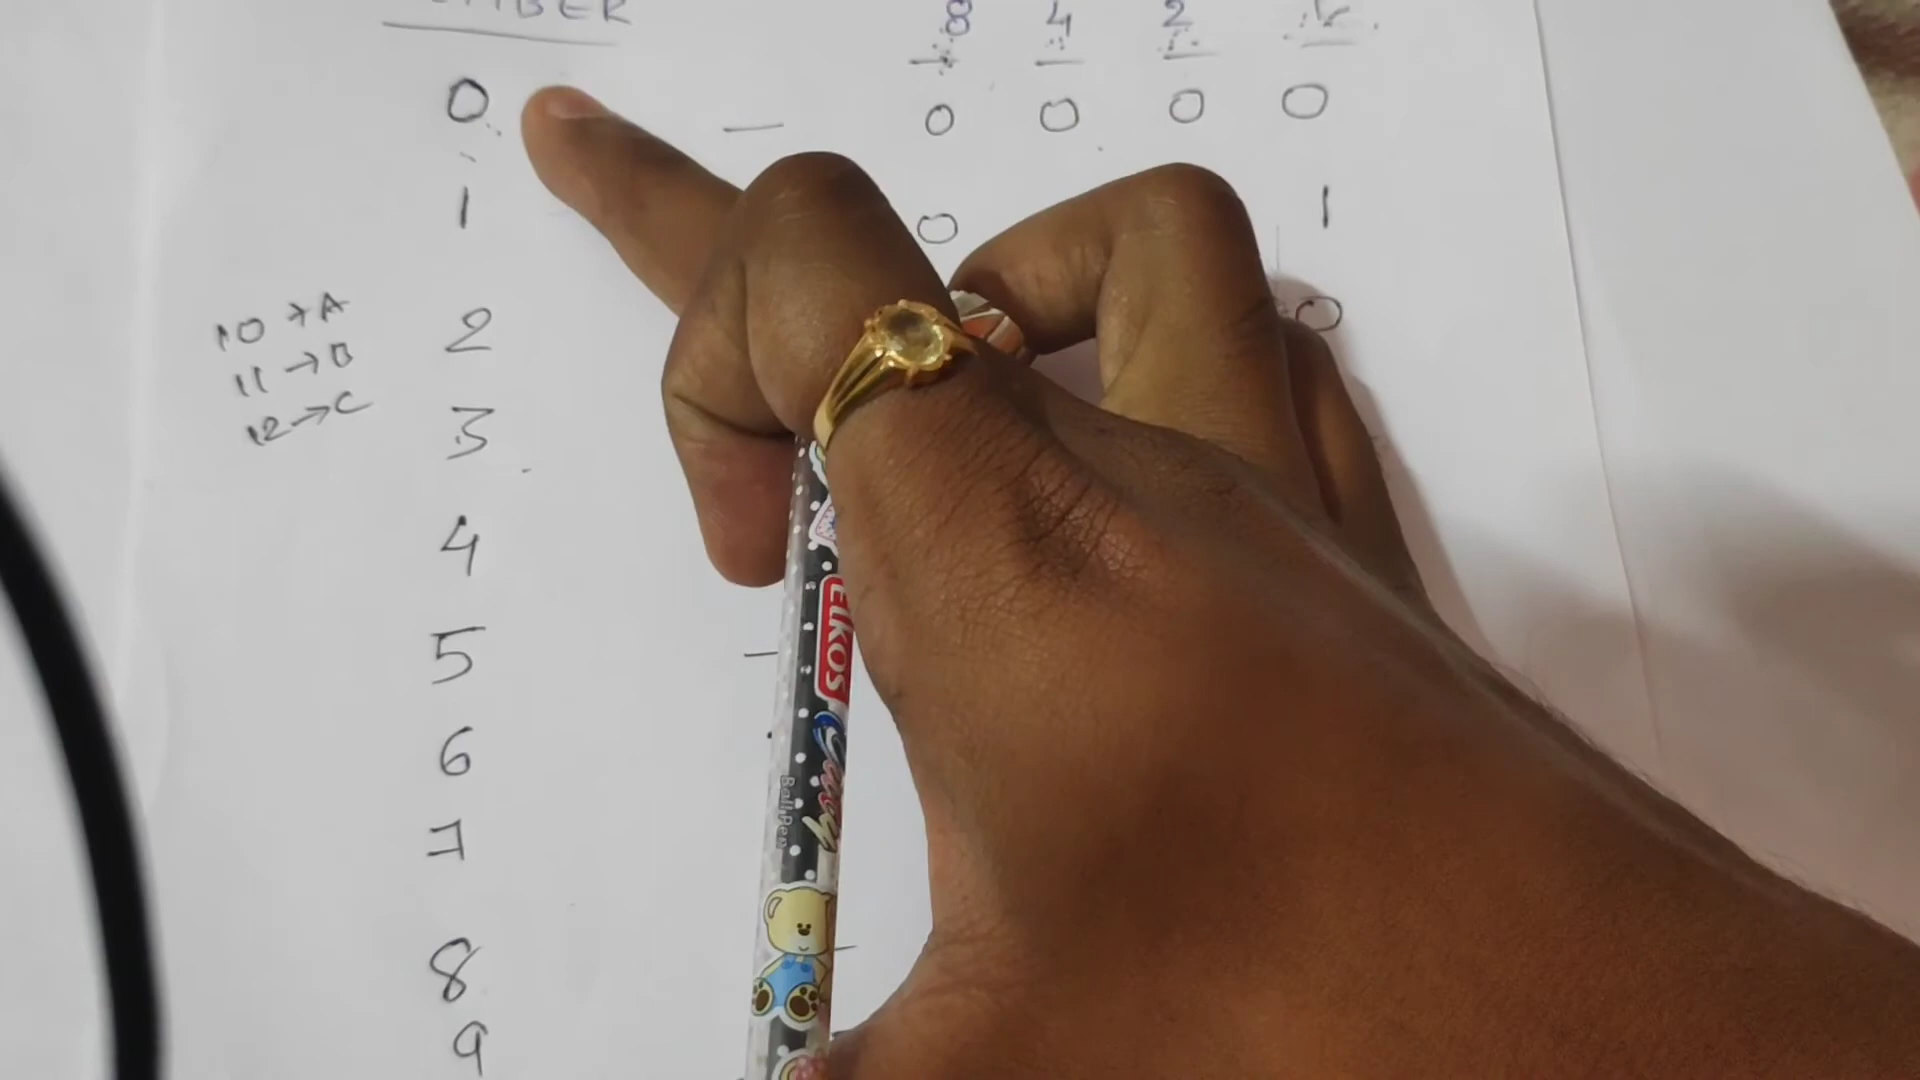 8 4 2
0 — 0 0 0 0
1 0 1
10 → A
11 → B
12 → C
2 0
3
4
5 —
6
7
8
9
ELKOS
Ball Pen